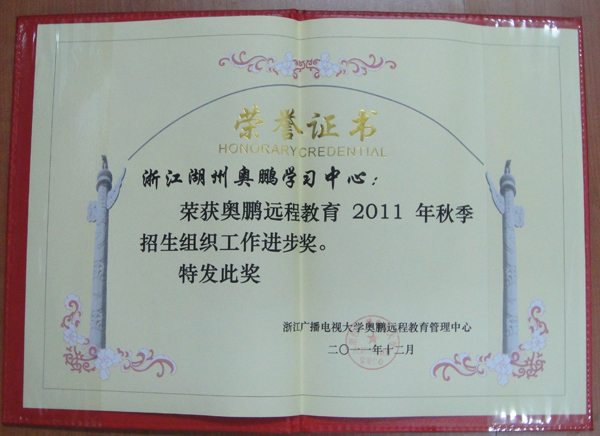 荣誉证书
HONORARY CREDENTIAL
浙江湖州奥鹏学习中心：
荣获奥鹏远程教育 2011 年秋季
招生组织工作进步奖。
特发此奖
浙江广播电视大学奥鹏远程教育管理中心
二〇一一年十二月